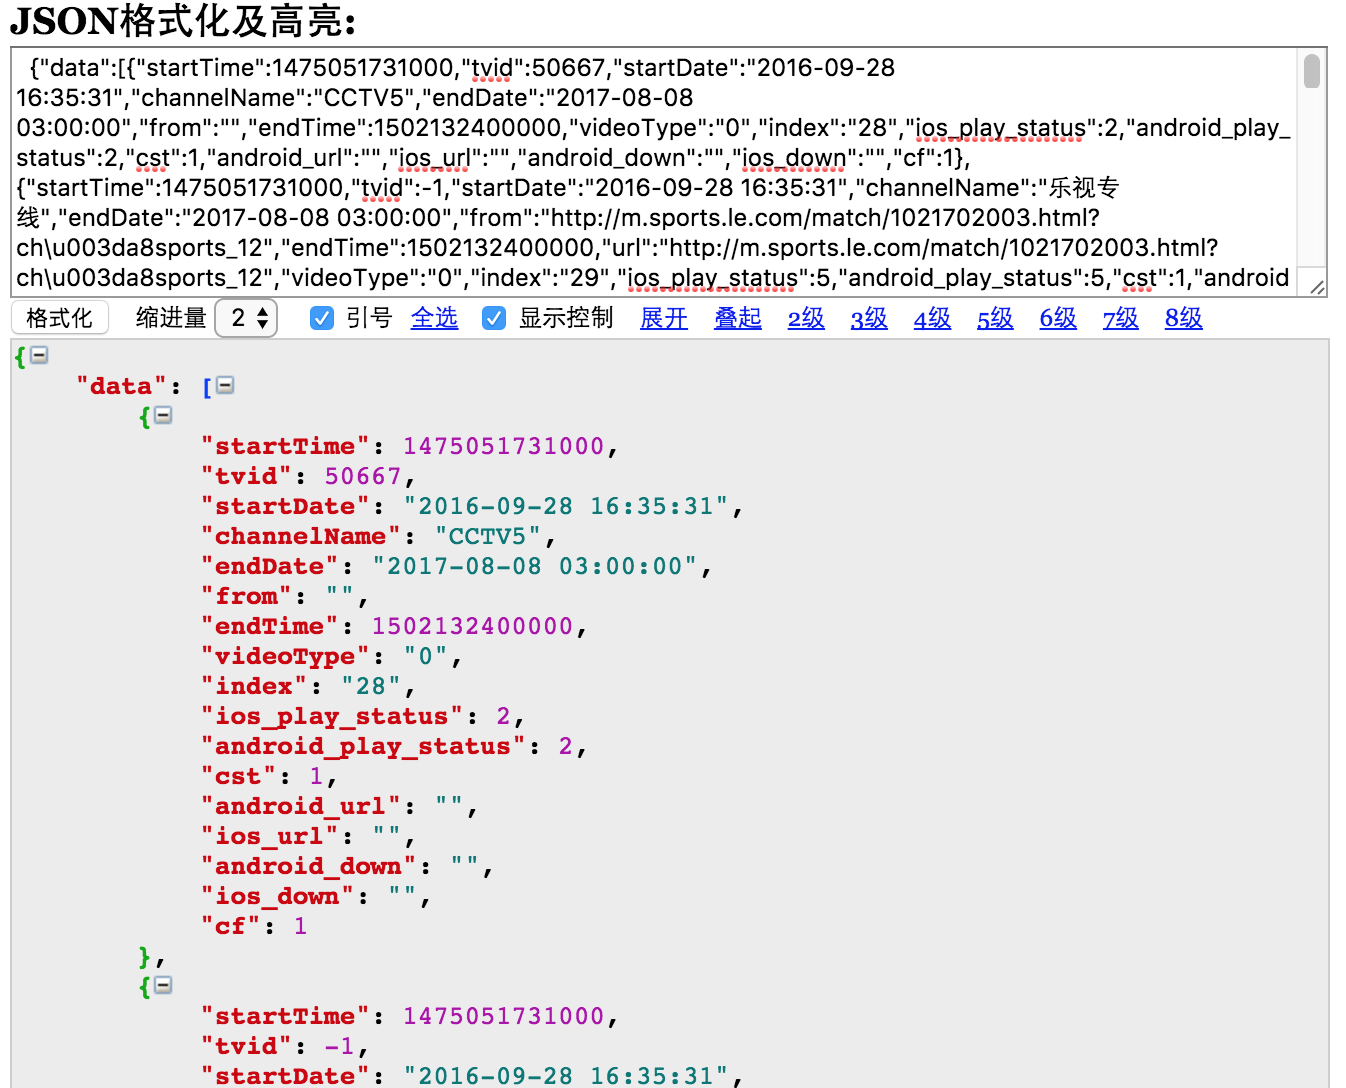 JSON格式化及高亮:
{"data":[{"startTime":1475051731000,"tvid":50667,"startDate":"2016-09-28
16:35:31","channelName":"CCTV5","endDate":"2017-08-08
03:00:00","from":"","endTime":1502132400000,"videoType":"0","index":"28","ios_play_status":2,"android_play_
status":2,"cst":1,"android_url":"","ios_url":"","android_down":"","ios_down":"","cf":1},
{"startTime":1475051731000,"tvid":-1,"startDate":"2016-09-28 16:35:31","channelName":"乐视专
线","endDate":"2017-08-08 03:00:00","from":"http://m.sports.le.com/match/1021702003.html?
ch\u003da8sports_12","endTime":1502132400000,"url":"http://m.sports.le.com/match/1021702003.html?
ch\u003da8sports_12","videoType":"0","index":"29","ios_play_status":5,"android_play_status":5,"cst":1,"android
格式化 缩进量 2 引号 全选 显示控制 展开 叠起 2级 3级 4级 5级 6级 7级 8级
{
"data": [
{
"startTime": 1475051731000,
"tvid": 50667,
"startDate": "2016-09-28 16:35:31",
"channelName": "CCTV5",
"endDate": "2017-08-08 03:00:00",
"from": "",
"endTime": 1502132400000,
"videoType": "0",
"index": "28",
"ios_play_status": 2,
"android_play_status": 2,
"cst": 1,
"android_url": "",
"ios_url": "",
"android_down": "",
"ios_down": "",
"cf": 1
},
{
"startTime": 1475051731000,
"tvid": -1,
"startDate": "2016-09-28 16:35:31",